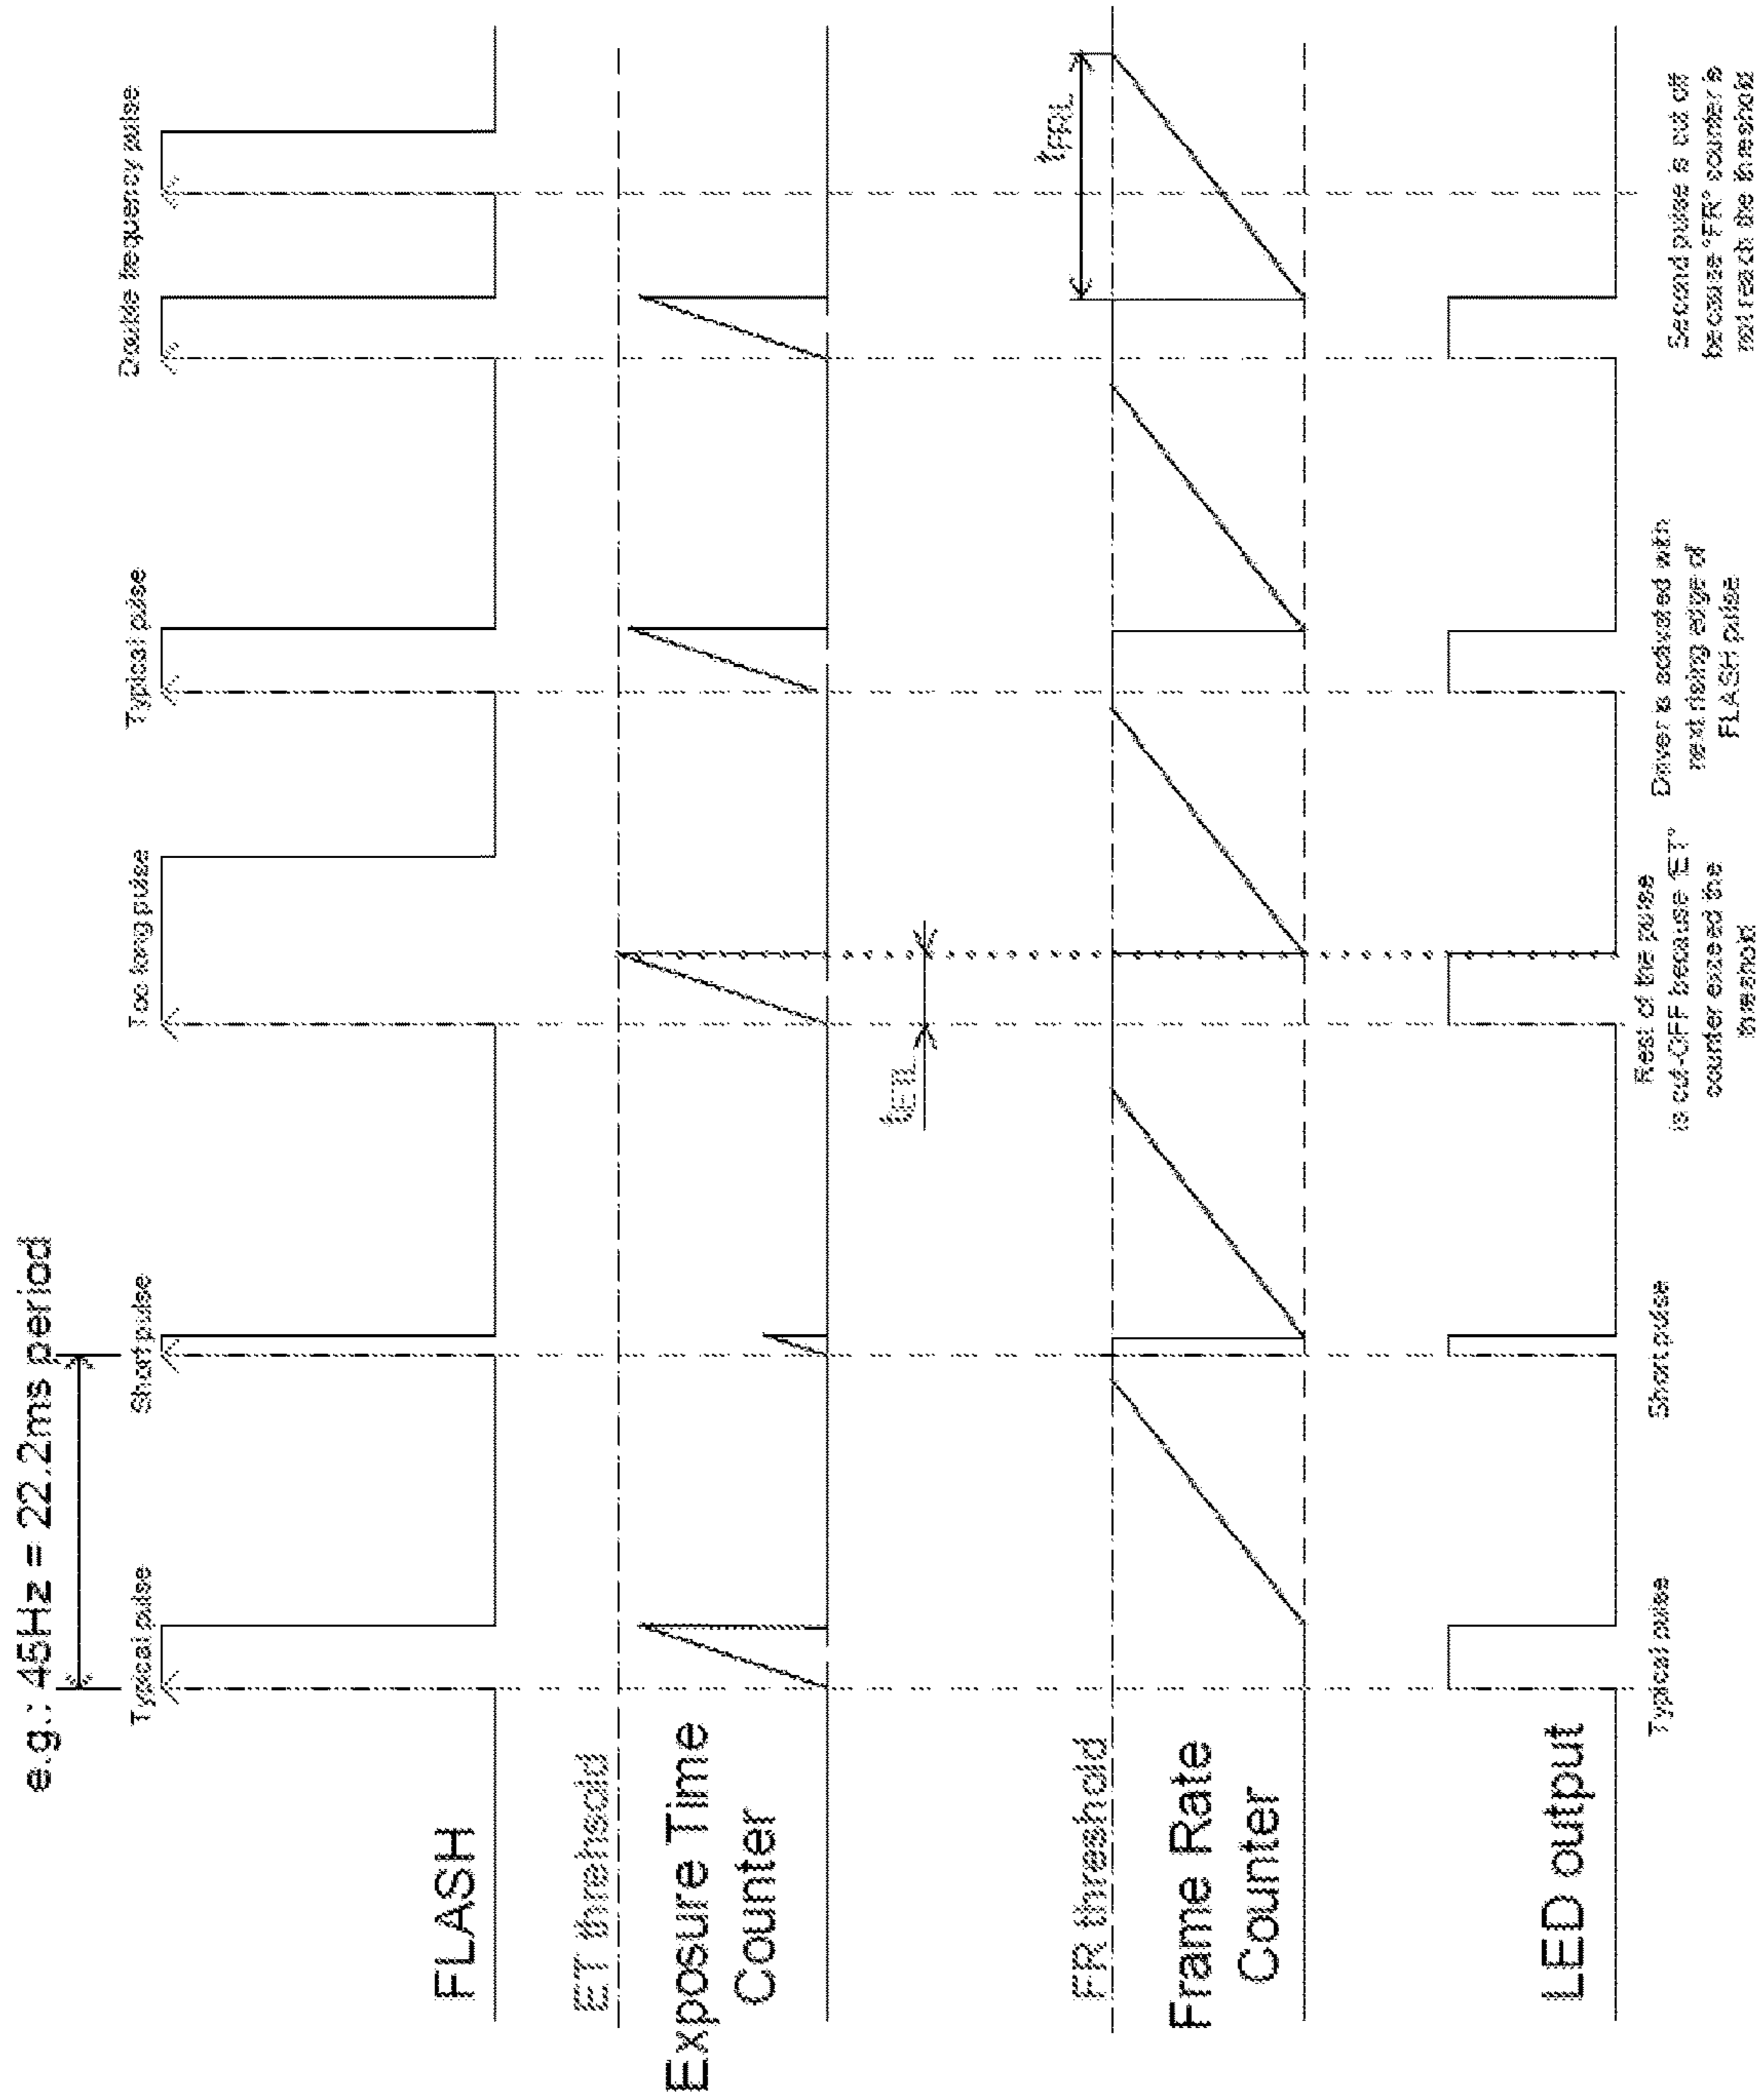 e.g.: 45Hz = 22.2ms period
Typical pulse
Short pulse
Too long pulse
Typical pulse
Double frequency pulse
FLASH
ET threhsold
Exposure Time
Counter
tETL
FR threshold
Frame Rate
Counter
tFRL
LED output
Typical pulse
Short pulse
Rest of the pulse
is cut-OFF because "ET"
counter exceed the
threshold
Driver is activated with
next rising edge of
FLASH pulse
Second pulse is cut off
because "FR" counter is
not reach the threshold